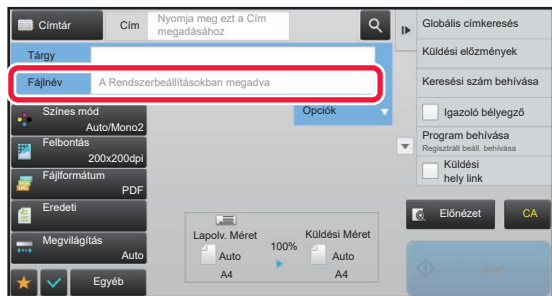 Címtár
Cím
Nyomja meg ezt a Cím
megadásához
Globális címkeresés
Tárgy
Küldési előzmények
Fájlnév
A Rendszerbeállításokban megadva
Keresési szám behívása
Színes mód
Auto/Mono2
Opciók
Igazoló bélyegző
Felbontás
200x200dpi
Program behívása
Regisztrált beáll. behívása
Fájlformátum
PDF
Küldési
hely link
Eredeti
Előnézet
CA
Lapolv. Méret
100%
Küldési Méret
Megvilágítás
Auto
Auto
Auto
A4
A4
Egyéb
Start